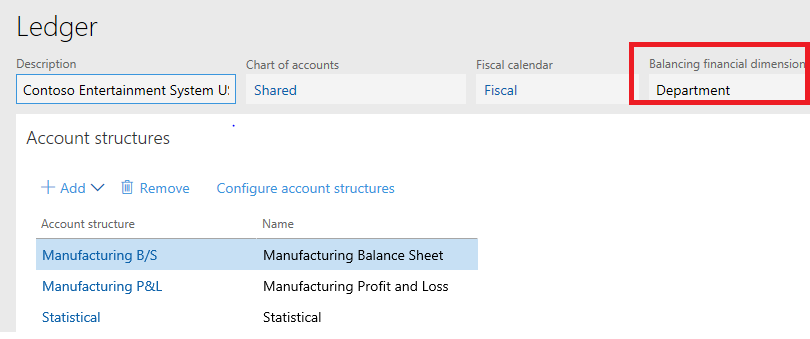 Ledger
Description Chart of accounts Fiscal calendar Balancing financial dimension
Contoso Entertainment System US Shared Fiscal Department
Account structures
Add Remove Configure account structures
Account structure Name
Manufacturing B/S Manufacturing Balance Sheet
Manufacturing P&L Manufacturing Profit and Loss
Statistical Statistical